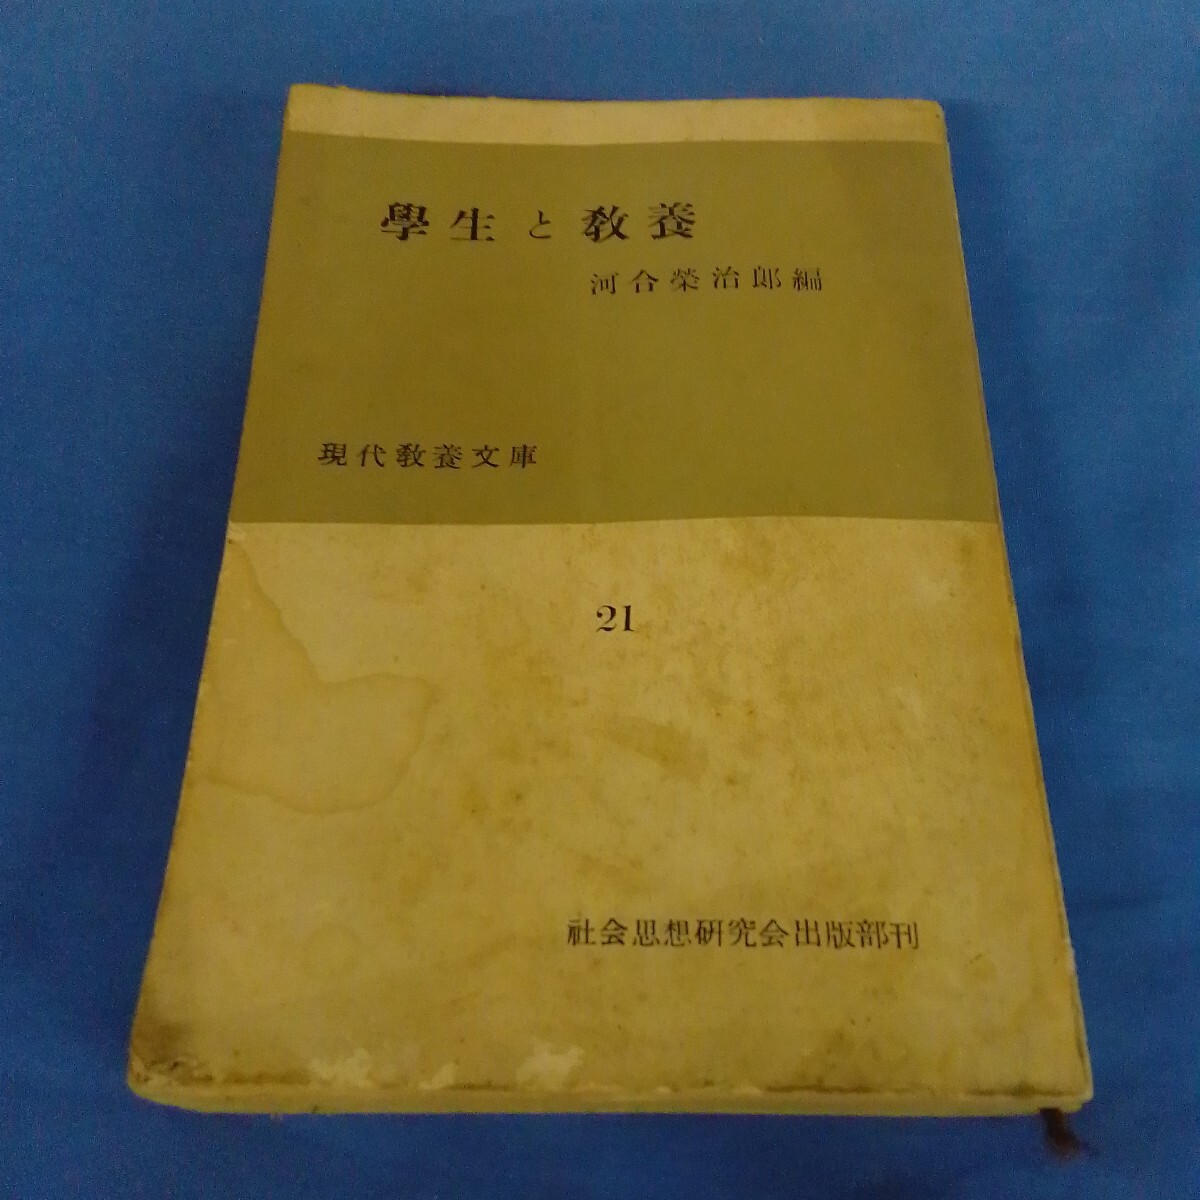 學生と教養
河合榮治郎編
現代教養文庫
21
社会思想研究会出版部刊